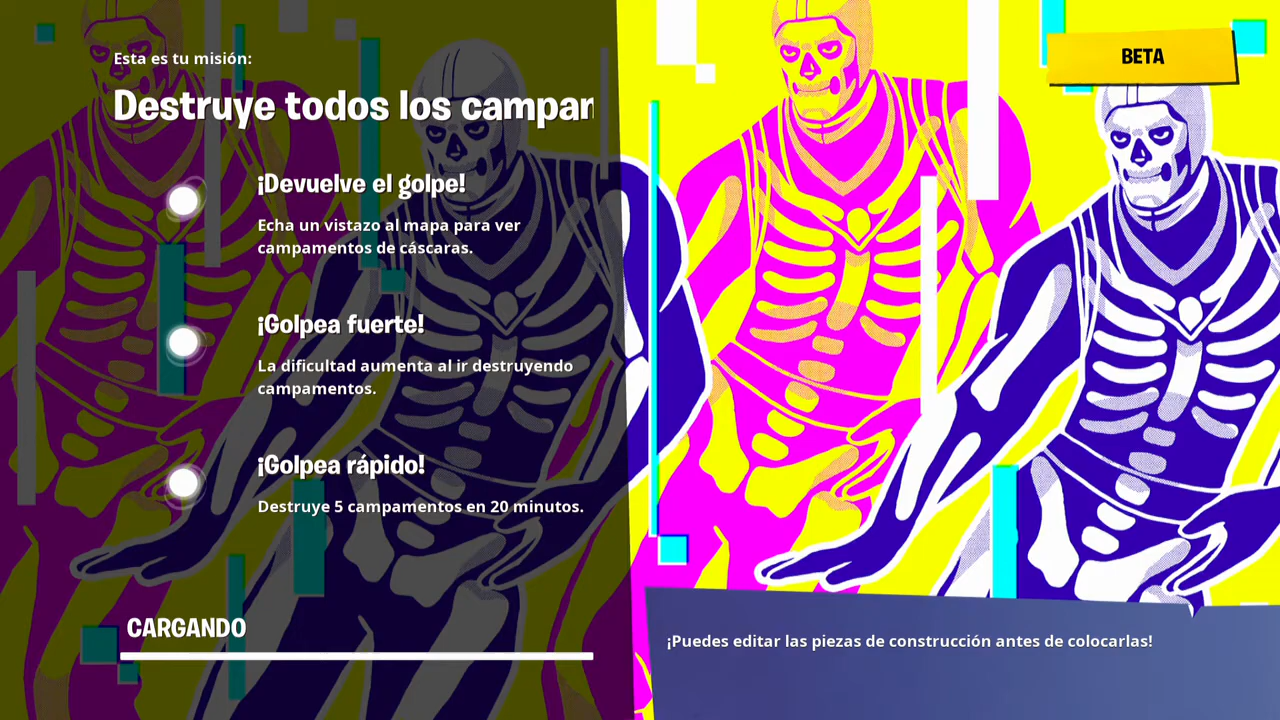 Esta es tu misión:
BETA
Destruye todos los campar
¡Devuelve el golpe!
Echa un vistazo al mapa para ver
campamentos de cáscaras.
¡Golpea fuerte!
La dificultad aumenta al ir destruyendo
campamentos.
¡Golpea rápido!
Destruye 5 campamentos en 20 minutos.
CARGANDO
¡Puedes editar las piezas de construcción antes de colocarlas!